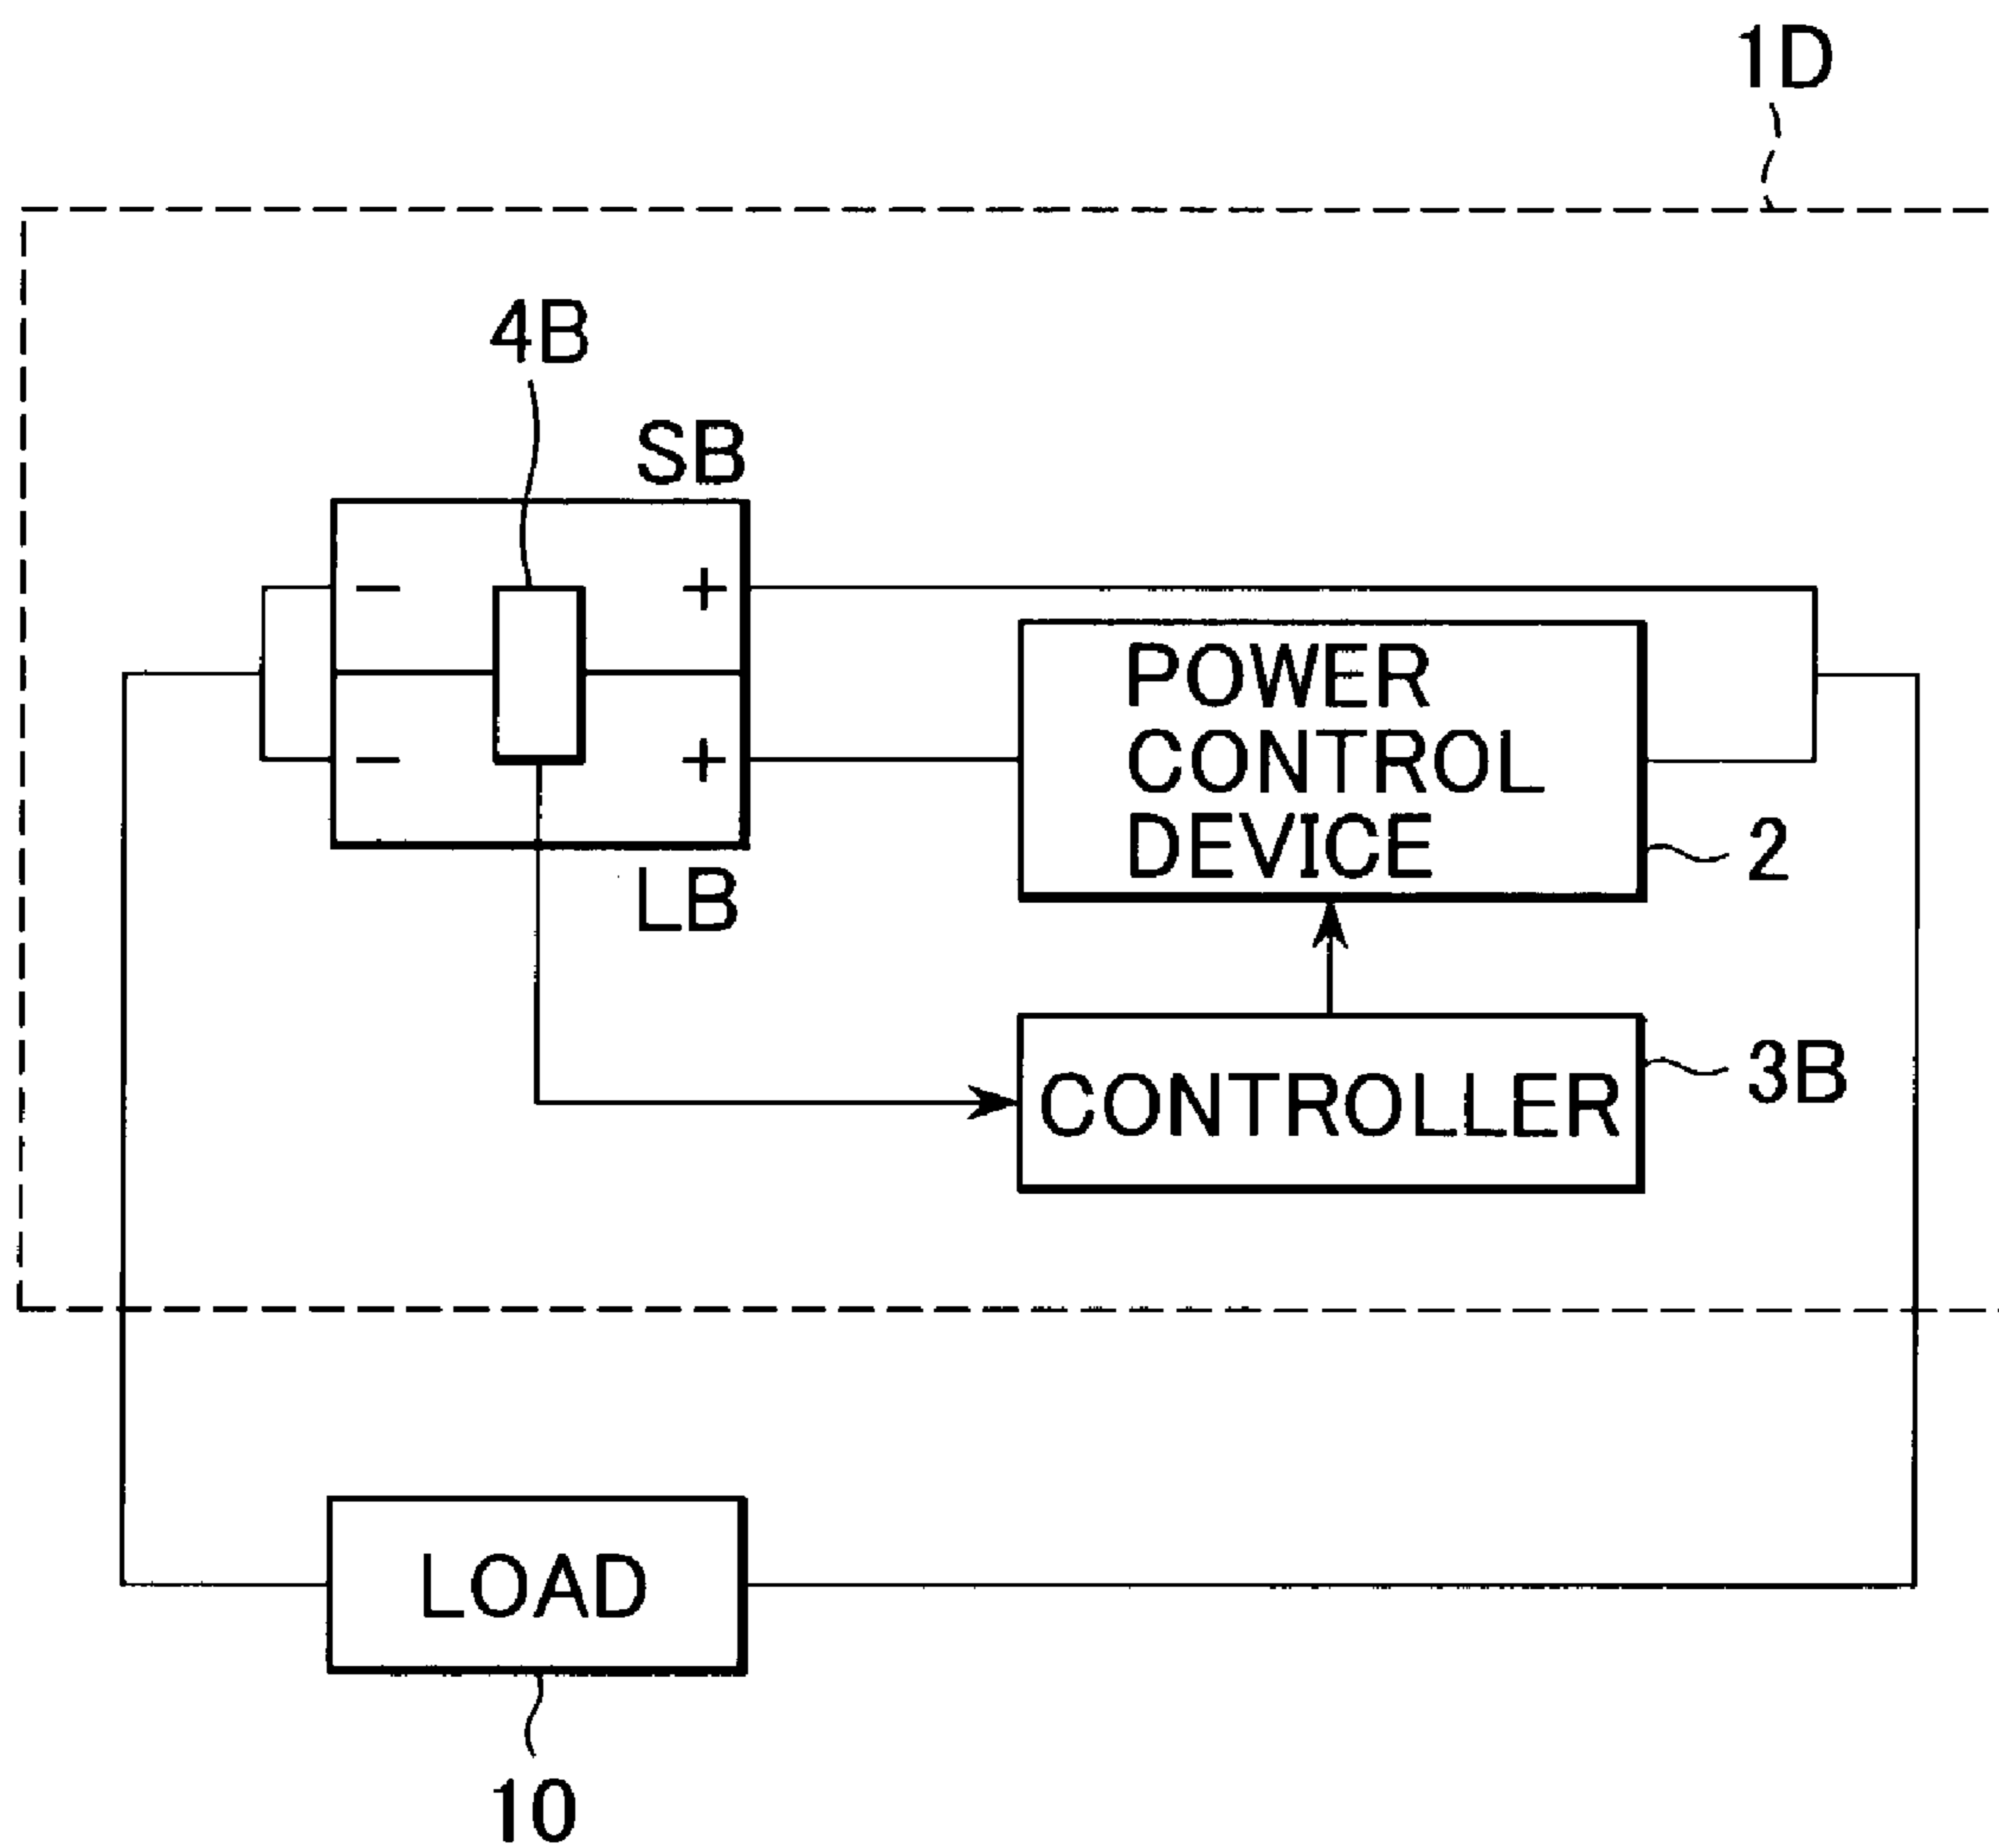 1D
4B
SB
− +
− +
LB
POWER
CONTROL
DEVICE
2
CONTROLLER
3B
LOAD
10